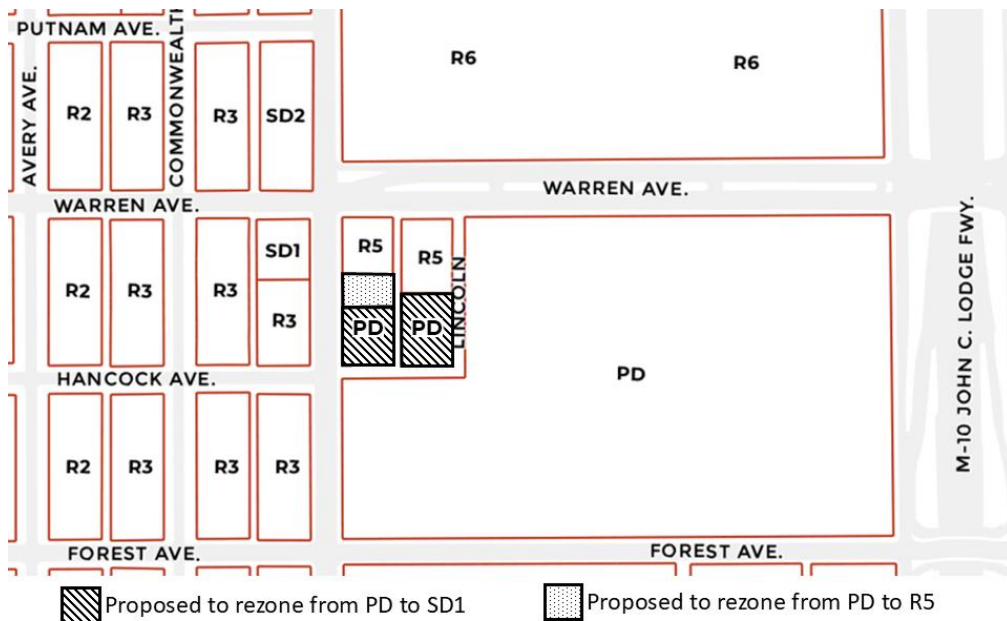 PUTNAM AVE.
COMMONWEALTH
AVERY AVE.
R2
R3
R3
SD2
R6
R6
WARREN AVE.
WARREN AVE.
R2
R3
R3
SD1
R3
R5
R5
PD
PD
LINCOLN
PD
M-10 JOHN C. LODGE FWY.
HANCOCK AVE.
R2
R3
R3
R3
FOREST AVE.
FOREST AVE.
Proposed to rezone from PD to SD1
Proposed to rezone from PD to R5